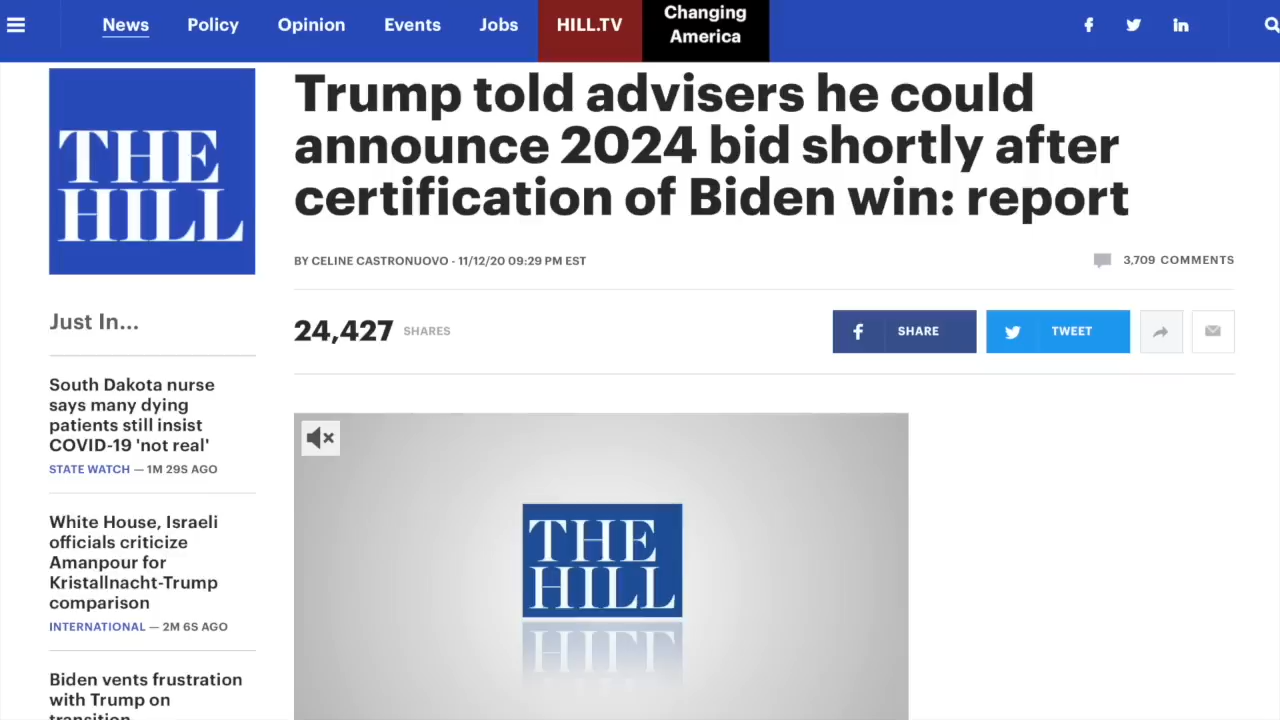 News Policy Opinion Events Jobs HILL.TV Changing
America
THE
HILL
Trump told advisers he could
announce 2024 bid shortly after
certification of Biden win: report
BY CELINE CASTRONUOVO - 11/12/20 09:29 PM EST
3,709 COMMENTS
24,427 SHARES
SHARE
TWEET
Just In...
South Dakota nurse
says many dying
patients still insist
COVID-19 'not real'
STATE WATCH — 1M 29S AGO
White House, Israeli
officials criticize
Amanpour for
Kristallnacht-Trump
comparison
INTERNATIONAL — 2M 6S AGO
Biden vents frustration
with Trump on
transition
THE
HILL